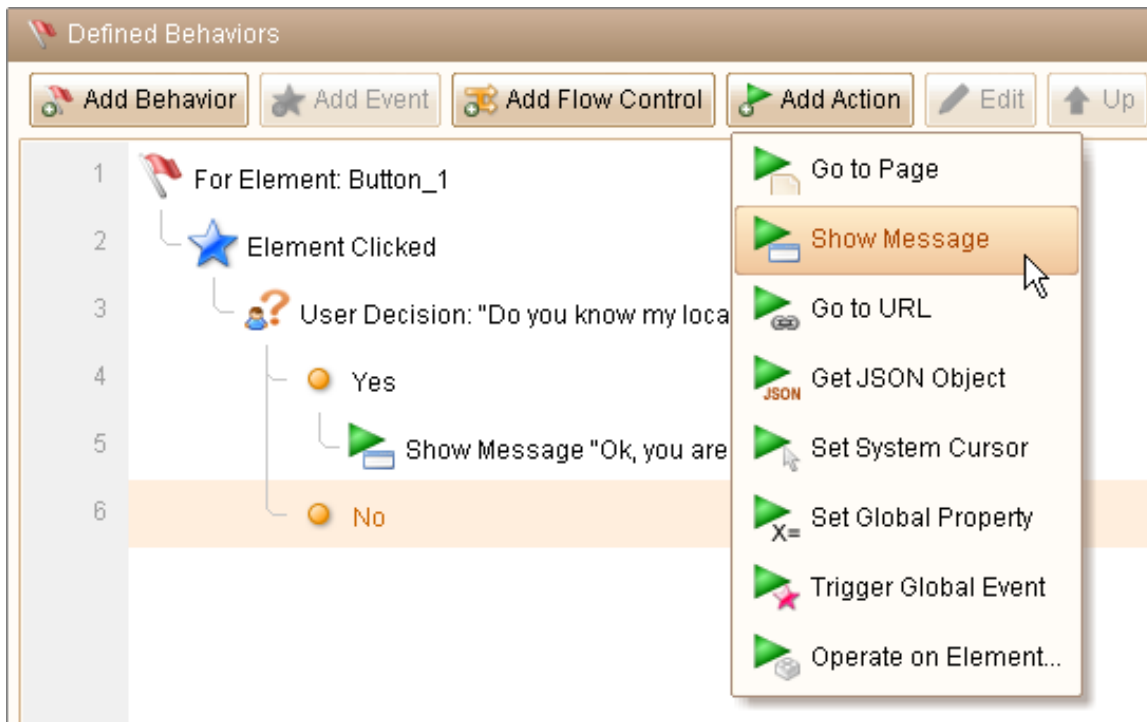 Defined Behaviors
Add Behavior Add Event Add Flow Control Add Action Edit Up
1 For Element: Button_1
2 Element Clicked
3 User Decision: "Do you know my loca
4 Yes
5 Show Message "Ok, you are
6 No
Go to Page
Show Message
Go to URL
JSON Get JSON Object
Set System Cursor
X= Set Global Property
Trigger Global Event
Operate on Element...